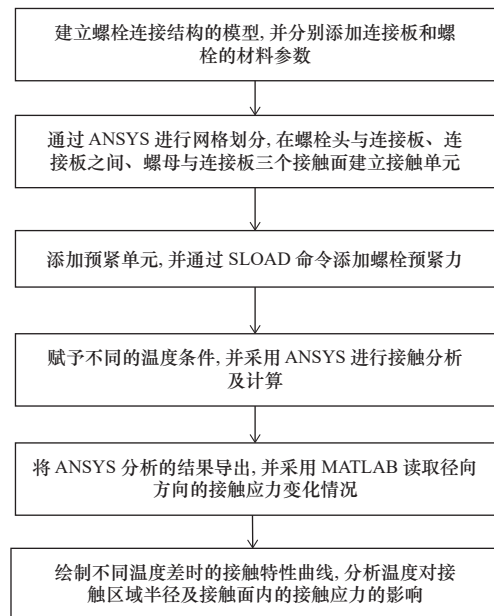 建立螺栓连接结构的模型, 并分别添加连接板和螺
栓的材料参数
通过 ANSYS 进行网格划分, 在螺栓头与连接板、连
接板之间、螺母与连接板三个接触面建立接触单元
添加预紧单元, 并通过 SLOAD 命令添加螺栓预紧力
赋予不同的温度条件, 并采用 ANSYS 进行接触分析
及计算
将 ANSYS 分析的结果导出, 并采用 MATLAB 读取径向
方向的接触应力变化情况
绘制不同温度差时的接触特性曲线, 分析温度对接
触区域半径及接触面内的接触应力的影响